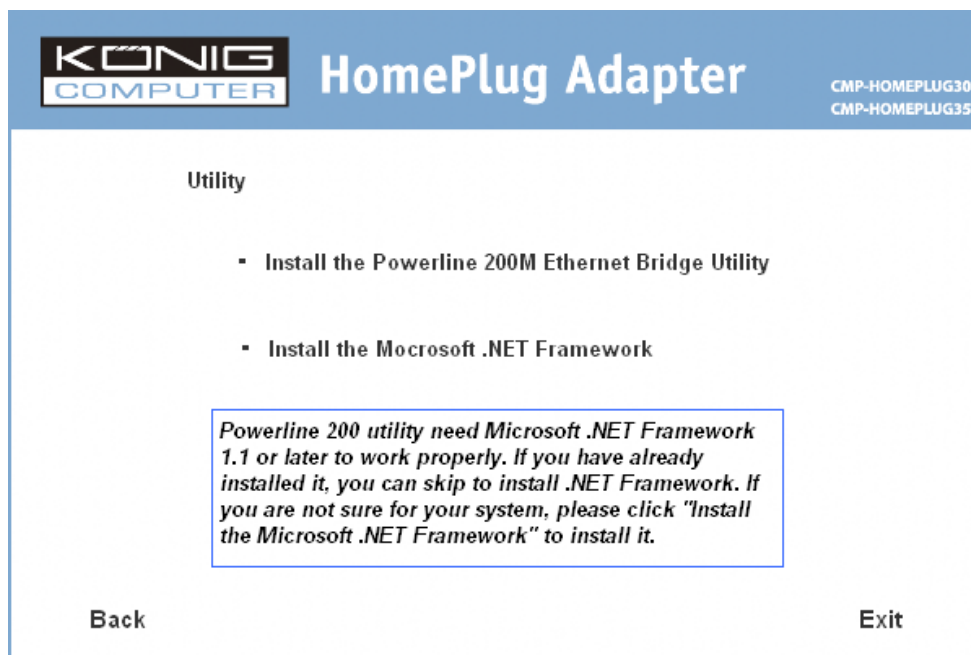 KÖNIG
COMPUTER
HomePlug Adapter
CMP-HOMEPLUG30
CMP-HOMEPLUG35
Utility
▪ Install the Powerline 200M Ethernet Bridge Utility
▪ Install the Mocrosoft .NET Framework
Powerline 200 utility need Microsoft .NET Framework
1.1 or later to work properly. If you have already
installed it, you can skip to install .NET Framework. If
you are not sure for your system, please click "Install
the Microsoft .NET Framework" to install it.
Back
Exit